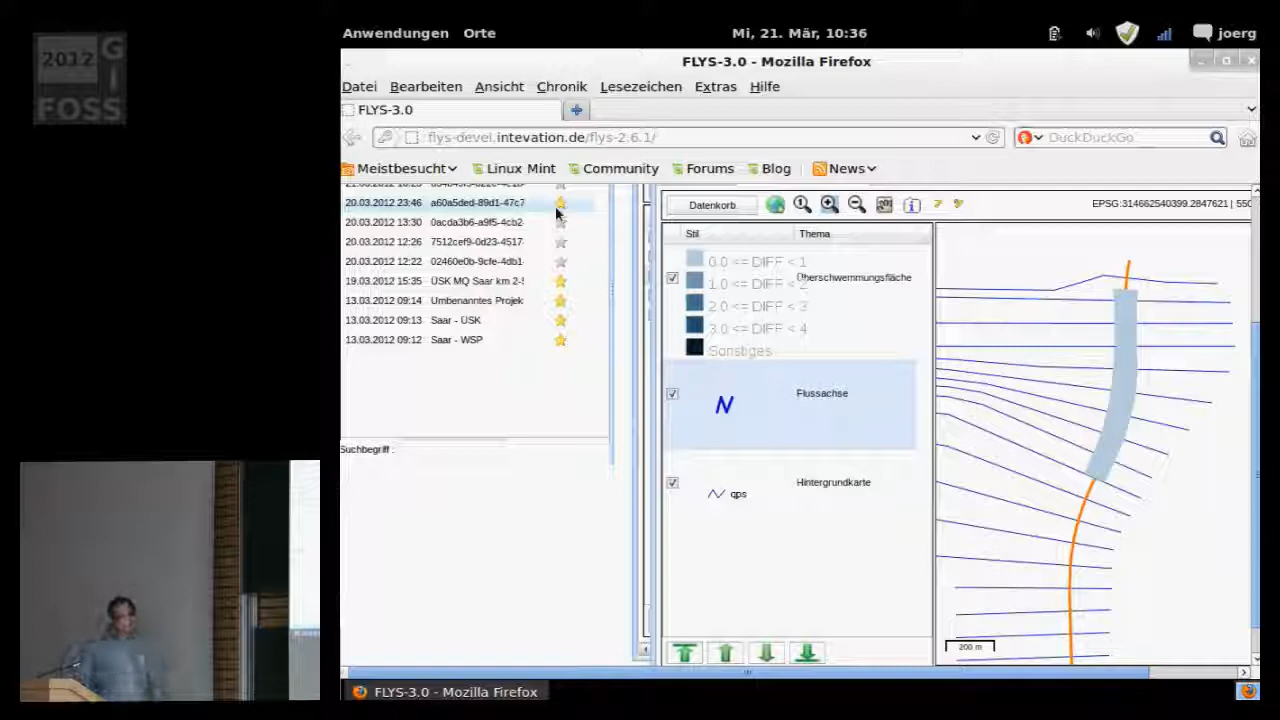 2012
G
I
FOSS
Anwendungen Orte
Mi, 21. Mär, 10:36
joerg
FLYS-3.0 - Mozilla Firefox
Datei Bearbeiten Ansicht Chronik Lesezeichen Extras Hilfe
FLYS-3.0
flys-devel.intevation.de/flys-2.6.1/
DuckDuckGo
Meistbesucht Linux Mint Community Forums Blog News
20.03.2012 23:46 a60a5ded-89d1-47c7
20.03.2012 13:30 0acda3b6-a9f5-4cb2-
20.03.2012 12:26 7512cef9-0d23-4517-
20.03.2012 12:22 02460e0b-9cfe-4db1-
19.03.2012 15:35 ÜSK MQ Saar km 2-5
13.03.2012 09:14 Umbenanntes Projek
13.03.2012 09:13 Saar - ÜSK
13.03.2012 09:12 Saar - WSP
Suchbegriff :
Datenkorb
EPSG:314662540399.2847621 | 550
Stil Thema
0.0 <= DIFF < 1
1.0 <= DIFF < 2
2.0 <= DIFF < 3
3.0 <= DIFF < 4
Sonstiges
Überschwemmungsfläche
Flussachse
Hintergrundkarte
qps
200 m
FLYS-3.0 - Mozilla Firefox